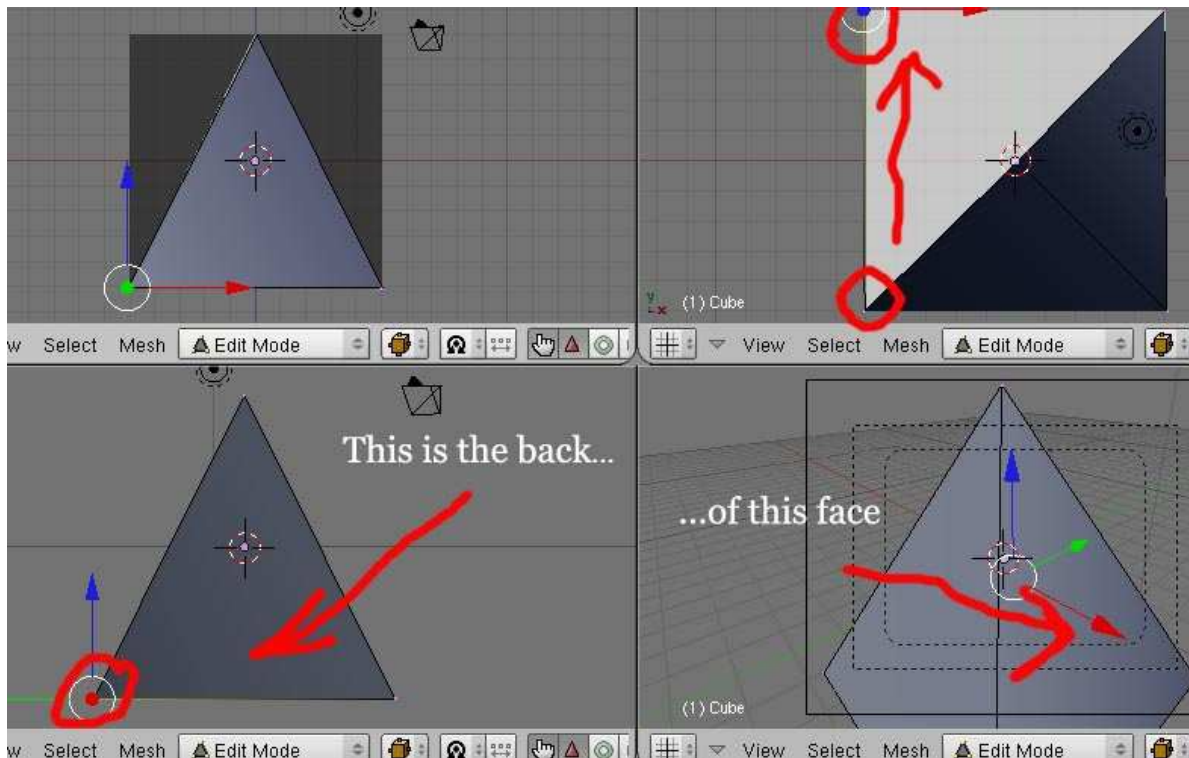 y
x
(1) Cube
w Select Mesh Edit Mode
View Select Mesh Edit Mode
This is the back...
...of this face
(1) Cube
w Select Mesh Edit Mode
View Select Mesh Edit Mode